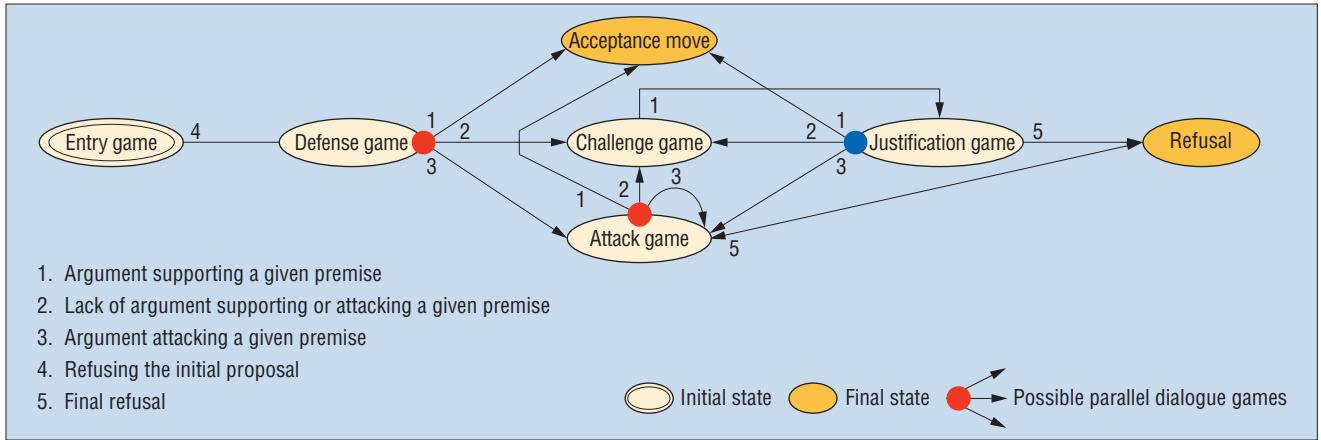 Acceptance move
1
1
1
Entry game
4
Defense game
2
Challenge game
2
Justification game
5
Refusal
3
3
2
3
1
Attack game
5
1. Argument supporting a given premise
2. Lack of argument supporting or attacking a given premise
3. Argument attacking a given premise
4. Refusing the initial proposal
5. Final refusal
Initial state
Final state
Possible parallel dialogue games